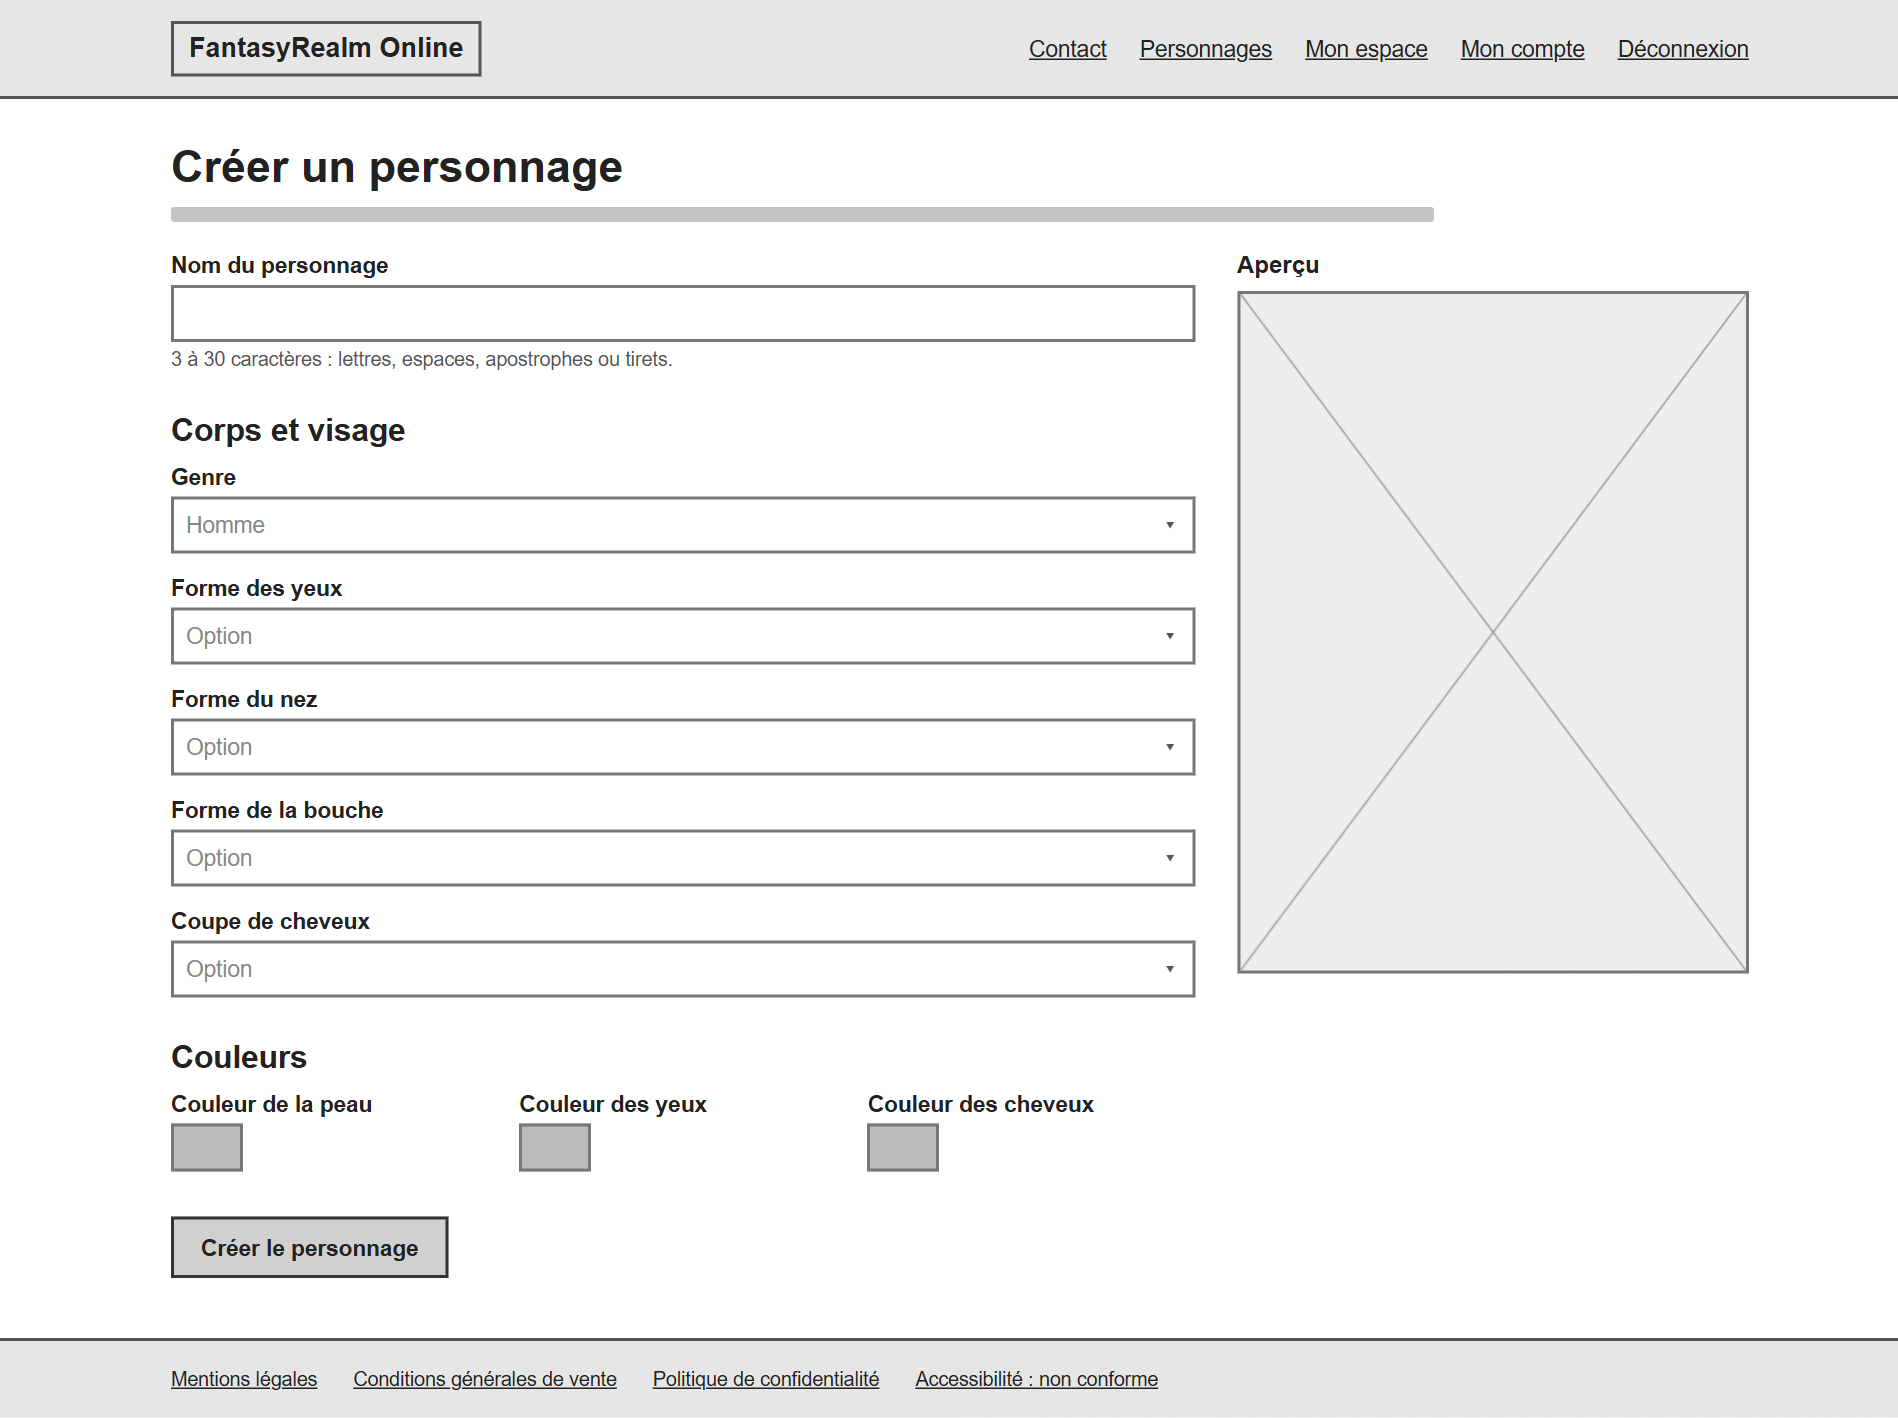 FantasyRealm Online
Contact Personnages Mon espace Mon compte Déconnexion
Créer un personnage
Nom du personnage
3 à 30 caractères : lettres, espaces, apostrophes ou tirets.
Corps et visage
Genre
Homme
Forme des yeux
Option
Forme du nez
Option
Forme de la bouche
Option
Coupe de cheveux
Option
Aperçu
Couleurs
Couleur de la peau Couleur des yeux Couleur des cheveux
Créer le personnage
Mentions légales Conditions générales de vente Politique de confidentialité Accessibilité : non conforme